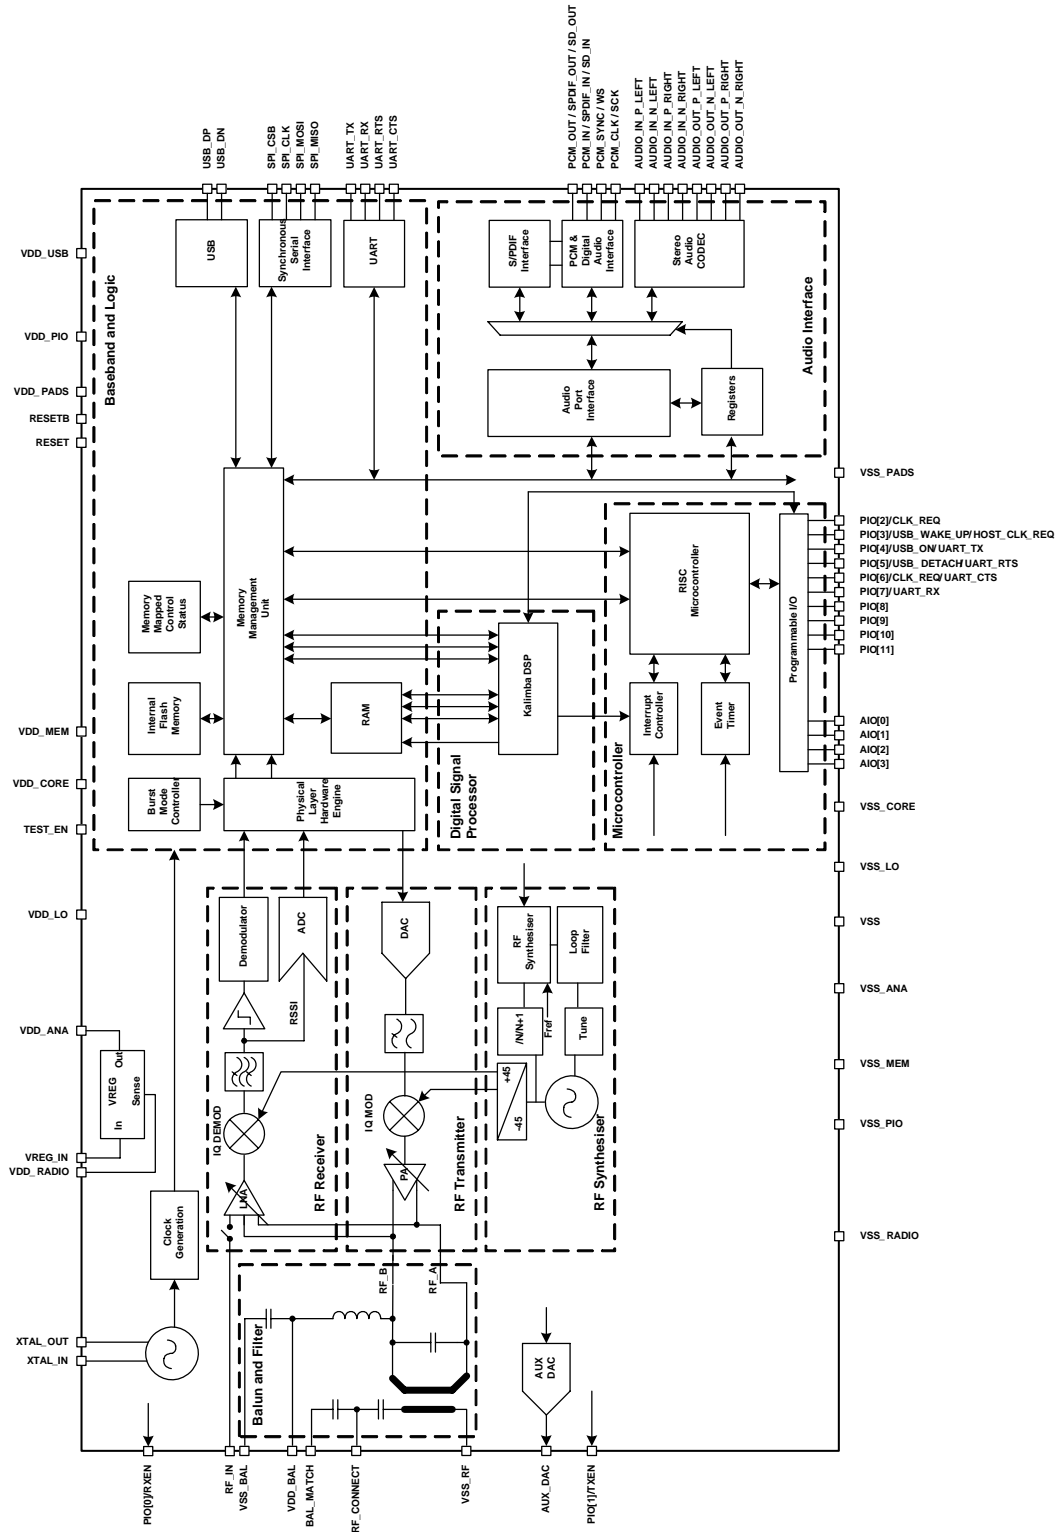 USB_DP
USB_DN
SPI_CSB
SPI_CLK
SPI_MOSI
SPI_MISO
UART_TX
UART_RX
UART_RTS
UART_CTS
PCM_OUT / SPDIF_OUT / SD_OUT
PCM_IN / SPDIF_IN / SD_IN
PCM_SYNC / WS
PCM_CLK / SCK
AUDIO_IN_P_LEFT
AUDIO_IN_N_LEFT
AUDIO_IN_P_RIGHT
AUDIO_IN_N_RIGHT
AUDIO_OUT_P_LEFT
AUDIO_OUT_N_LEFT
AUDIO_OUT_P_RIGHT
AUDIO_OUT_N_RIGHT
VDD_USB
VDD_PIO
VDD_PADS
RESETB
RESET
VDD_MEM
VDD_CORE
TEST_EN
VDD_LO
VDD_ANA
VREG_IN
VDD_RADIO
XTAL_OUT
XTAL_IN
Baseband and Logic
USB
Synchronous
Serial
Interface
UART
Memory
Mapped
Control
Status
Memory
Management
Unit
Internal
Flash
Memory
RAM
Burst
Mode
Controller
Physical
Layer
Hardware
Engine
S/PDIF
Interface
PCM &
Digital
Audio
Interface
Stereo
Audio
CODEC
Audio
Port
Interface
Registers
Audio Interface
Kalimba DSP
Digital Signal
Processor
RISC
Microcontroller
Interrupt
Controller
Event
Timer
Programmable I/O
Microcontroller
VSS_PADS
PIO[2]/CLK_REQ
PIO[3]/USB_WAKE_UP/HOST_CLK_REQ
PIO[4]/USB_ON/UART_TX
PIO[5]/USB_DETACH/UART_RTS
PIO[6]/CLK_REQ/UART_CTS
PIO[7]/UART_RX
PIO[8]
PIO[9]
PIO[10]
PIO[11]
AIO[0]
AIO[1]
AIO[2]
AIO[3]
VSS_CORE
VSS_LO
VSS
VSS_ANA
VSS_MEM
VSS_PIO
VSS_RADIO
Demodulator
ADC
RSSI
IQ DEMOD
LNA
RF Receiver
DAC
IQ MOD
PA
RF Transmitter
RF
Synthesiser
Loop
Filter
/N/N+1
Fref
Tune
+45
-45
RF Synthesiser
Out
VREG
Sense
In
Clock
Generation
RF_B
RF_A
Balun and Filter
AUX
DAC
PIO[0]/RXEN
RF_IN
VSS_BAL
VDD_BAL
BAL_MATCH
RF_CONNECT
VSS_RF
AUX_DAC
PIO[1]/TXEN